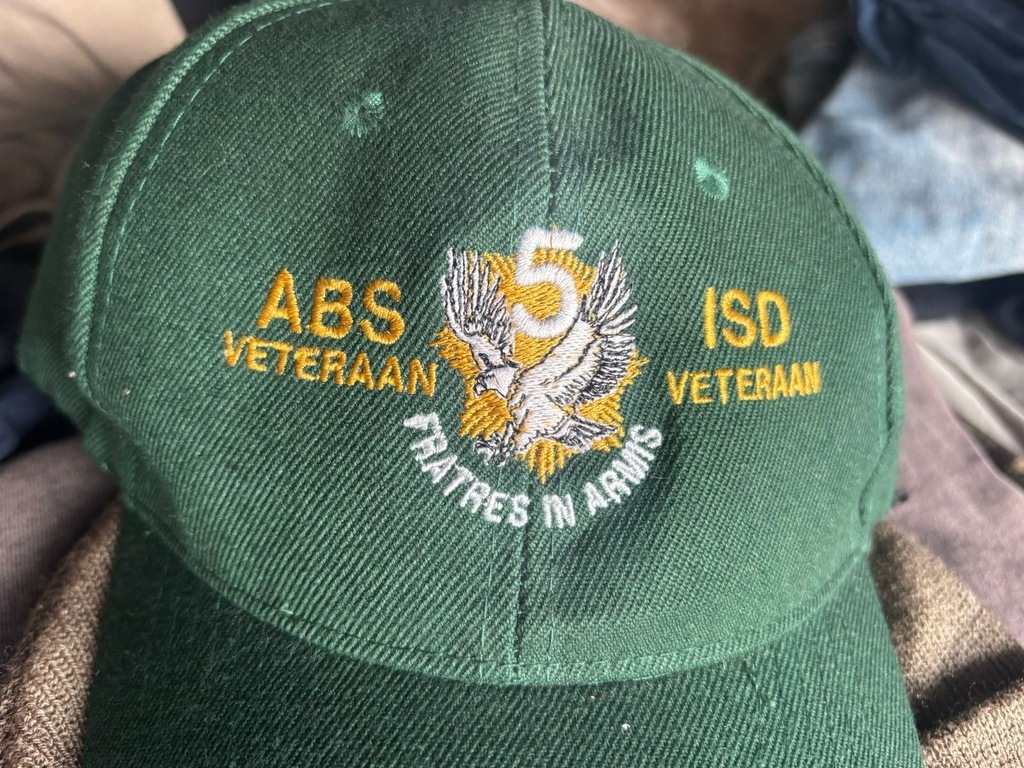 5
ABS
VETERAAN
ISD
VETERAAN
FRATRES IN ARMIS